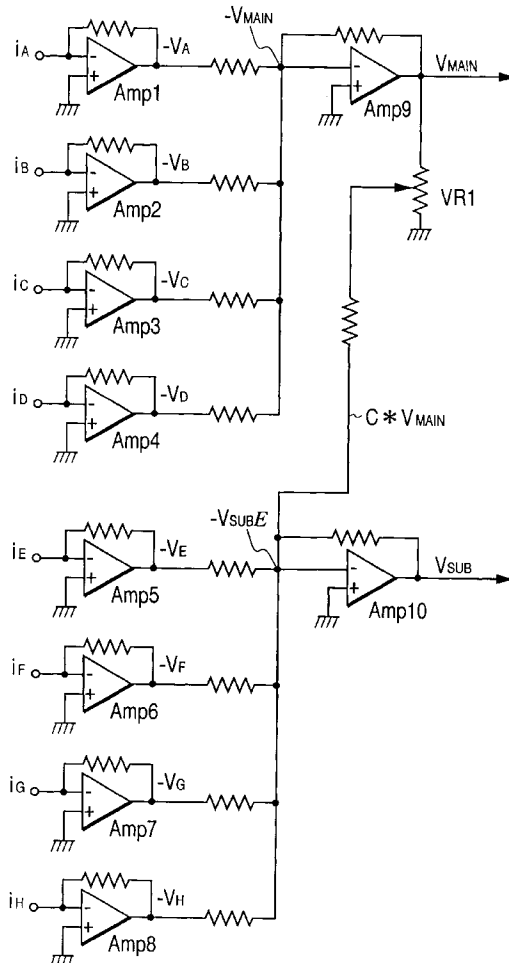 -VMAIN
iA
-VA
VMAIN
Amp1
Amp9
iB
-VB
VR1
Amp2
iC
-VC
Amp3
iD
-VD
C*VMAIN
Amp4
-VSUBE
iE
-VE
VSUB
Amp5
Amp10
iF
-VF
Amp6
iG
-VG
Amp7
iH
-VH
Amp8